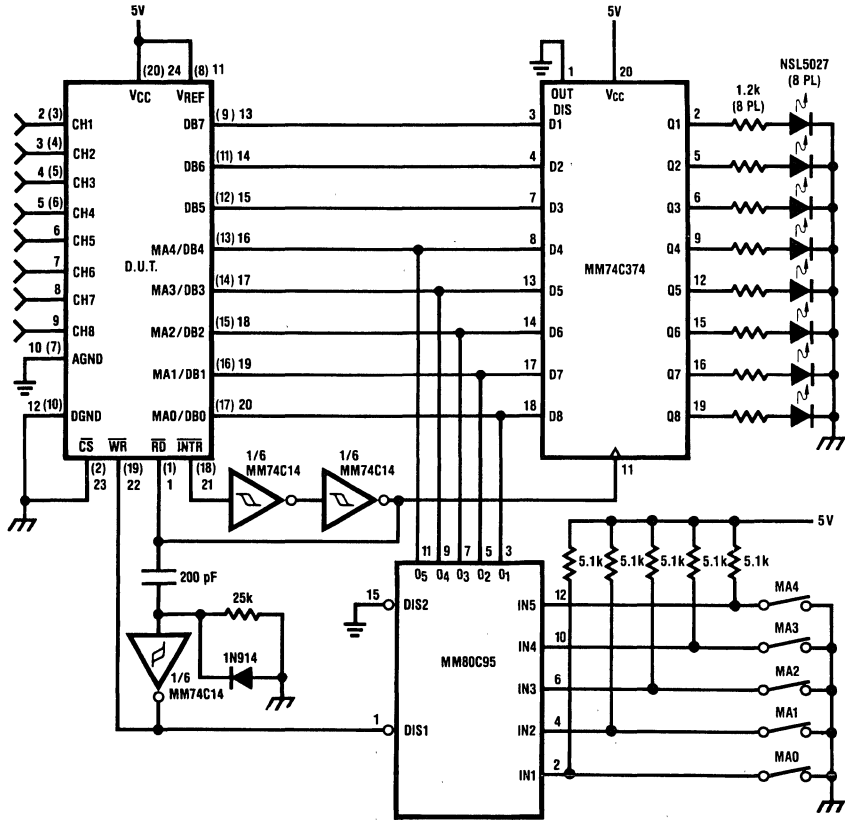 5V
5V
(20) 24
(8) 11
VCC
VREF
1
20
OUT
DIS
VCC
NSL5027
(8 PL)
1.2k
(8 PL)
2 (3)
CH1
3 (4)
CH2
4 (5)
CH3
5 (6)
CH4
6
CH5
7
CH6
8
CH7
9
CH8
10 (7)
AGND
12 (10)
DGND
D.U.T.
DB7
(9) 13
DB6
(11) 14
DB5
(12) 15
MA4/DB4
(13) 16
MA3/DB3
(14) 17
MA2/DB2
(15) 18
MA1/DB1
(16) 19
MA0/DB0
(17) 20
3
D1
4
D2
7
D3
8
D4
13
D5
14
D6
17
D7
18
D8
MM74C374
Q1
2
Q2
5
Q3
6
Q4
9
Q5
12
Q6
15
Q7
16
Q8
19
11
CS
WR
RD
INTR
(2)
23
(19)
22
(1)
1
(18)
21
1/6
MM74C14
1/6
MM74C14
200 pF
25k
1N914
1/6
MM74C14
11
9
7
5
3
O5
O4
O3
O2
O1
15
DIS2
1
DIS1
MM80C95
5V
5.1k
5.1k
5.1k
5.1k
5.1k
IN5
12
MA4
IN4
10
MA3
IN3
6
MA2
IN2
4
MA1
IN1
2
MA0